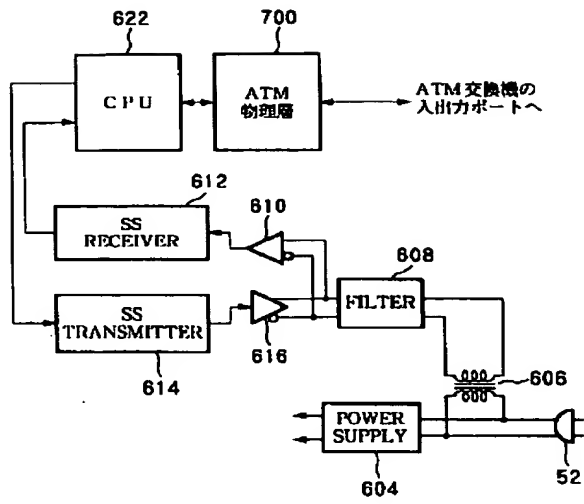 622
700
CPU
ATM
物理層
ATM交換機の
入出力ポートへ
612
SS
RECEIVER
610
608
FILTER
SS
TRANSMITTER
614
616
606
POWER
SUPPLY
604
52